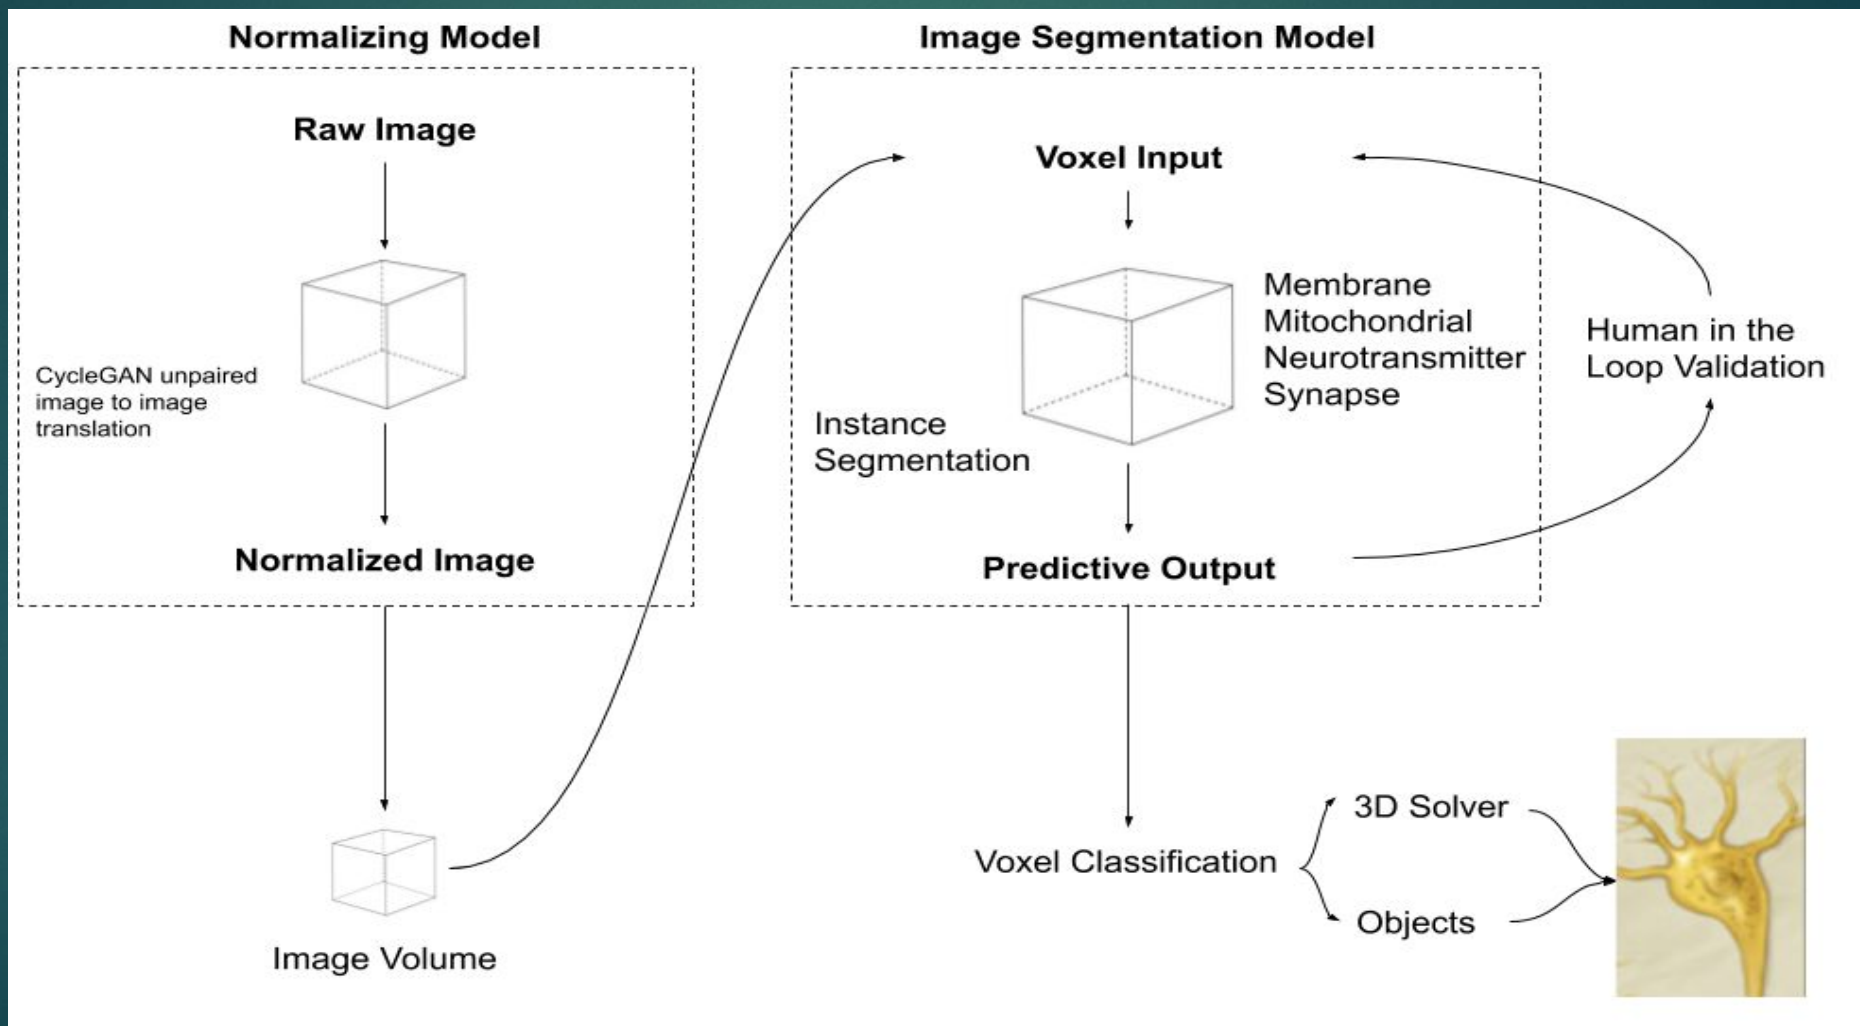 Normalizing Model
Raw Image
CycleGAN unpaired
image to image
translation
Normalized Image
Image Volume
Image Segmentation Model
Voxel Input
Membrane
Mitochondrial
Neurotransmitter
Synapse
Instance
Segmentation
Predictive Output
Human in the
Loop Validation
Voxel Classification
3D Solver
Objects